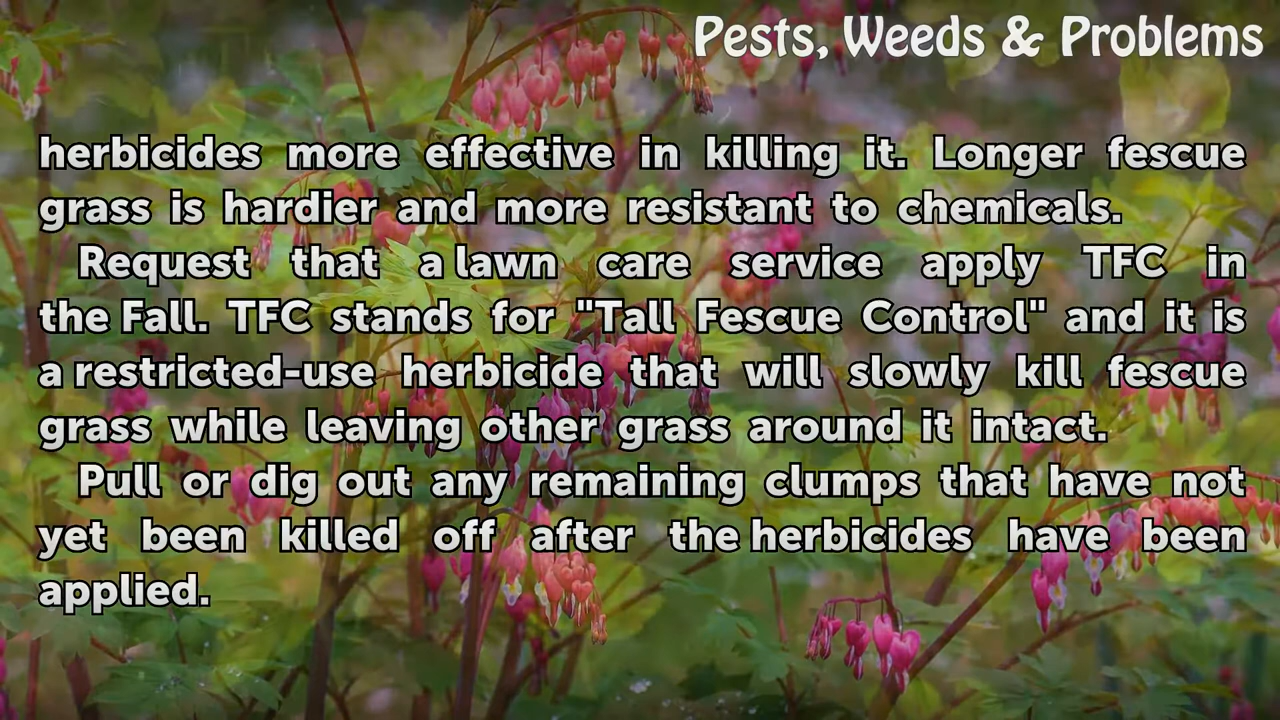 Pests, Weeds & Problems
herbicides more effective in killing it. Longer fescue
grass is hardier and more resistant to chemicals.
Request that a lawn care service apply TFC in
the Fall. TFC stands for "Tall Fescue Control" and it is
a restricted-use herbicide that will slowly kill fescue
grass while leaving other grass around it intact.
Pull or dig out any remaining clumps that have not
yet been killed off after the herbicides have been
applied.